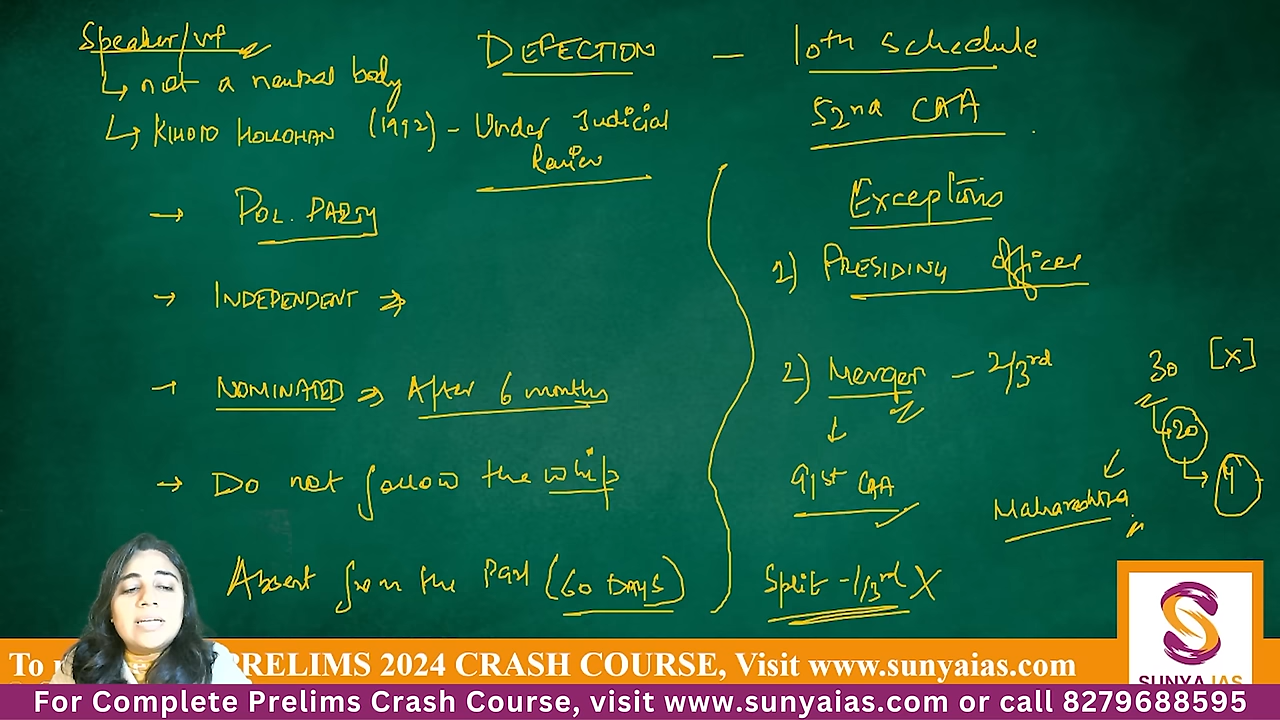 Speaker/VP
↳ not a neutral body
↳ KIHOTO HOLLOHAN (1992) - Under Judicial Review
DEFECTION - 10th schedule
52nd CAA
→ POL. PARTY
→ INDEPENDENT ⇒
→ NOMINATED ⇒ After 6 months
→ Do not follow the whip
Absent from the Parl (60 DAYS)
Exceptions
1) PRESIDING officer
2) Merger - 2/3rd
↓
91st CAA
Split - 1/3rd X
30 [X]
20
Y
Maharashtra
To PRELIMS 2024 CRASH COURSE, Visit www.sunyaias.com
SUNYA IAS
For Complete Prelims Crash Course, visit www.sunyaias.com or call 8279688595